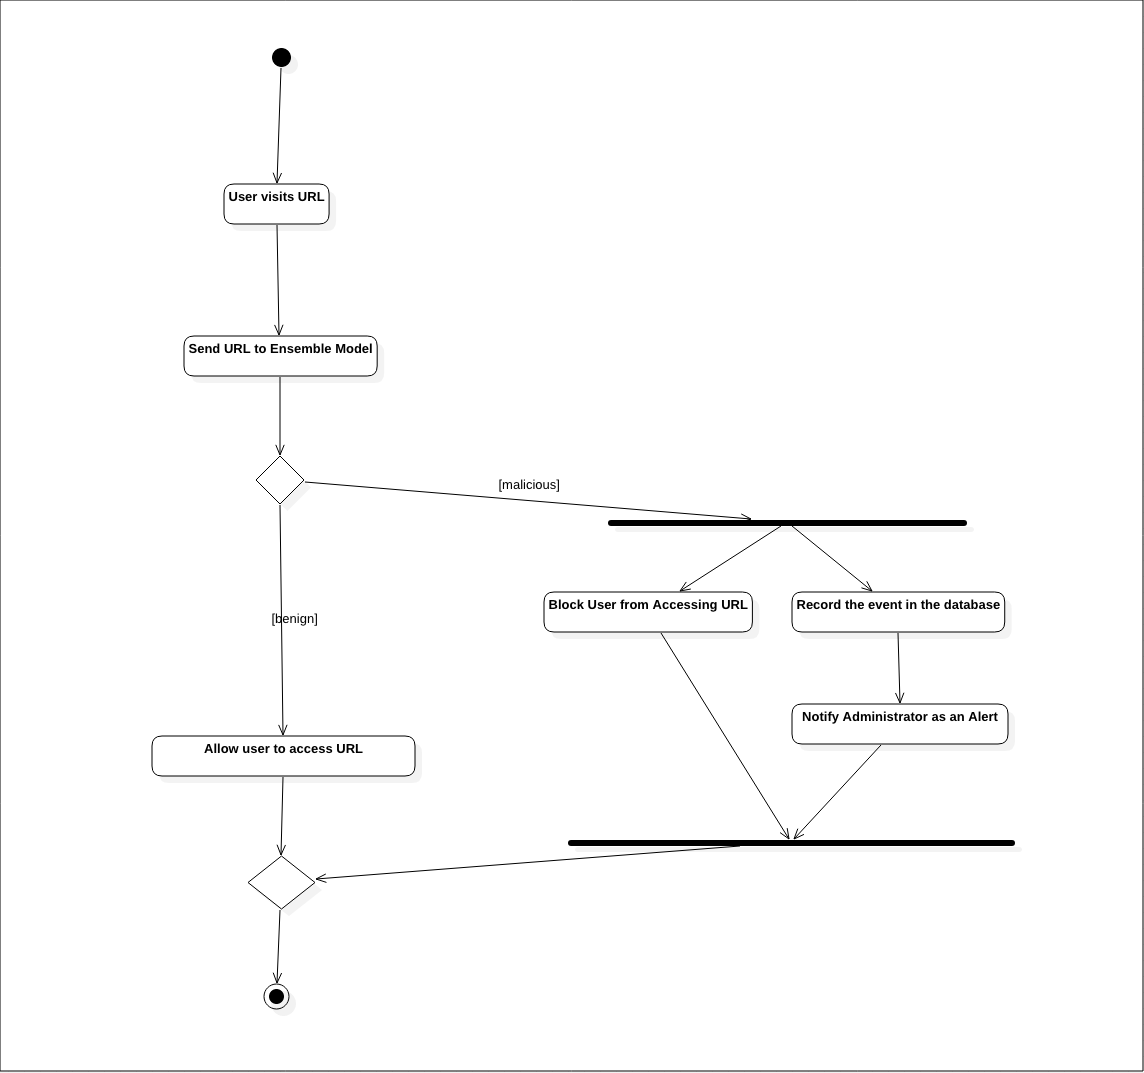 User visits URL
Send URL to Ensemble Model
[malicious]
Block User from Accessing URL
Record the event in the database
[benign]
Notify Administrator as an Alert
Allow user to access URL